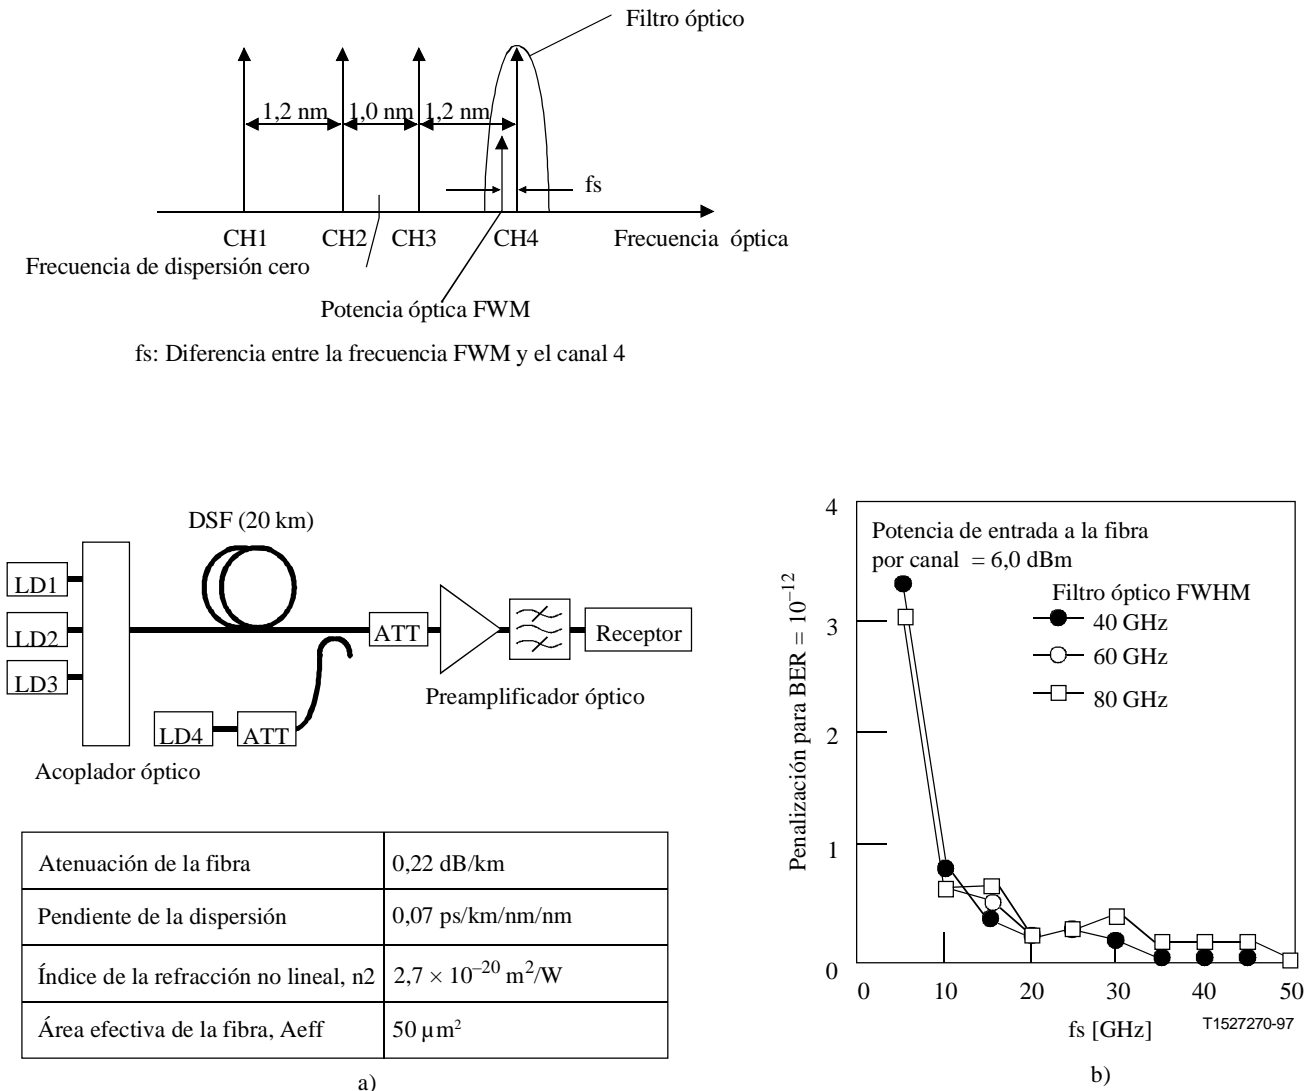 Filtro óptico
1,2 nm
1,0 nm
1,2 nm
fs
CH1
CH2
CH3
CH4
Frecuencia óptica
Frecuencia de dispersión cero
Potencia óptica FWM
fs: Diferencia entre la frecuencia FWM y el canal 4
DSF (20 km)
LD1
LD2
LD3
ATT
Receptor
Preamplificador óptico
LD4
ATT
Acoplador óptico
Atenuación de la fibra 0,22 dB/km
Pendiente de la dispersión 0,07 ps/km/nm/nm
Índice de la refracción no lineal, n2 2,7 × 10⁻²⁰ m²/W
Área efectiva de la fibra, Aeff 50 µm²
a)
Penalización para BER = 10⁻¹²
4
3
2
1
0
Potencia de entrada a la fibra
por canal = 6,0 dBm
Filtro óptico FWHM
40 GHz
60 GHz
80 GHz
0
10
20
30
40
50
fs [GHz]
T1527270-97
b)